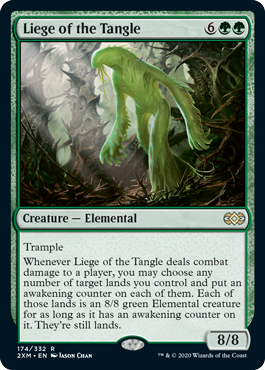 Liege of the Tangle 6
Creature — Elemental
Trample
Whenever Liege of the Tangle deals combat
damage to a player, you may choose any
number of target lands you control and put an
awakening counter on each of them. Each of
those lands is an 8/8 green Elemental creature
for as long as it has an awakening counter on
it. They're still lands.
8/8
174/332 R
2XM • EN Jason Chan
™ & © 2020 Wizards of the Coast